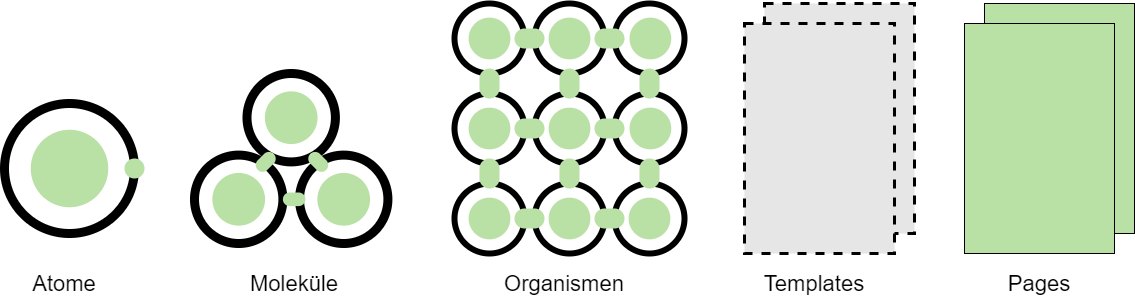 Atome
Moleküle
Organismen
Templates
Pages